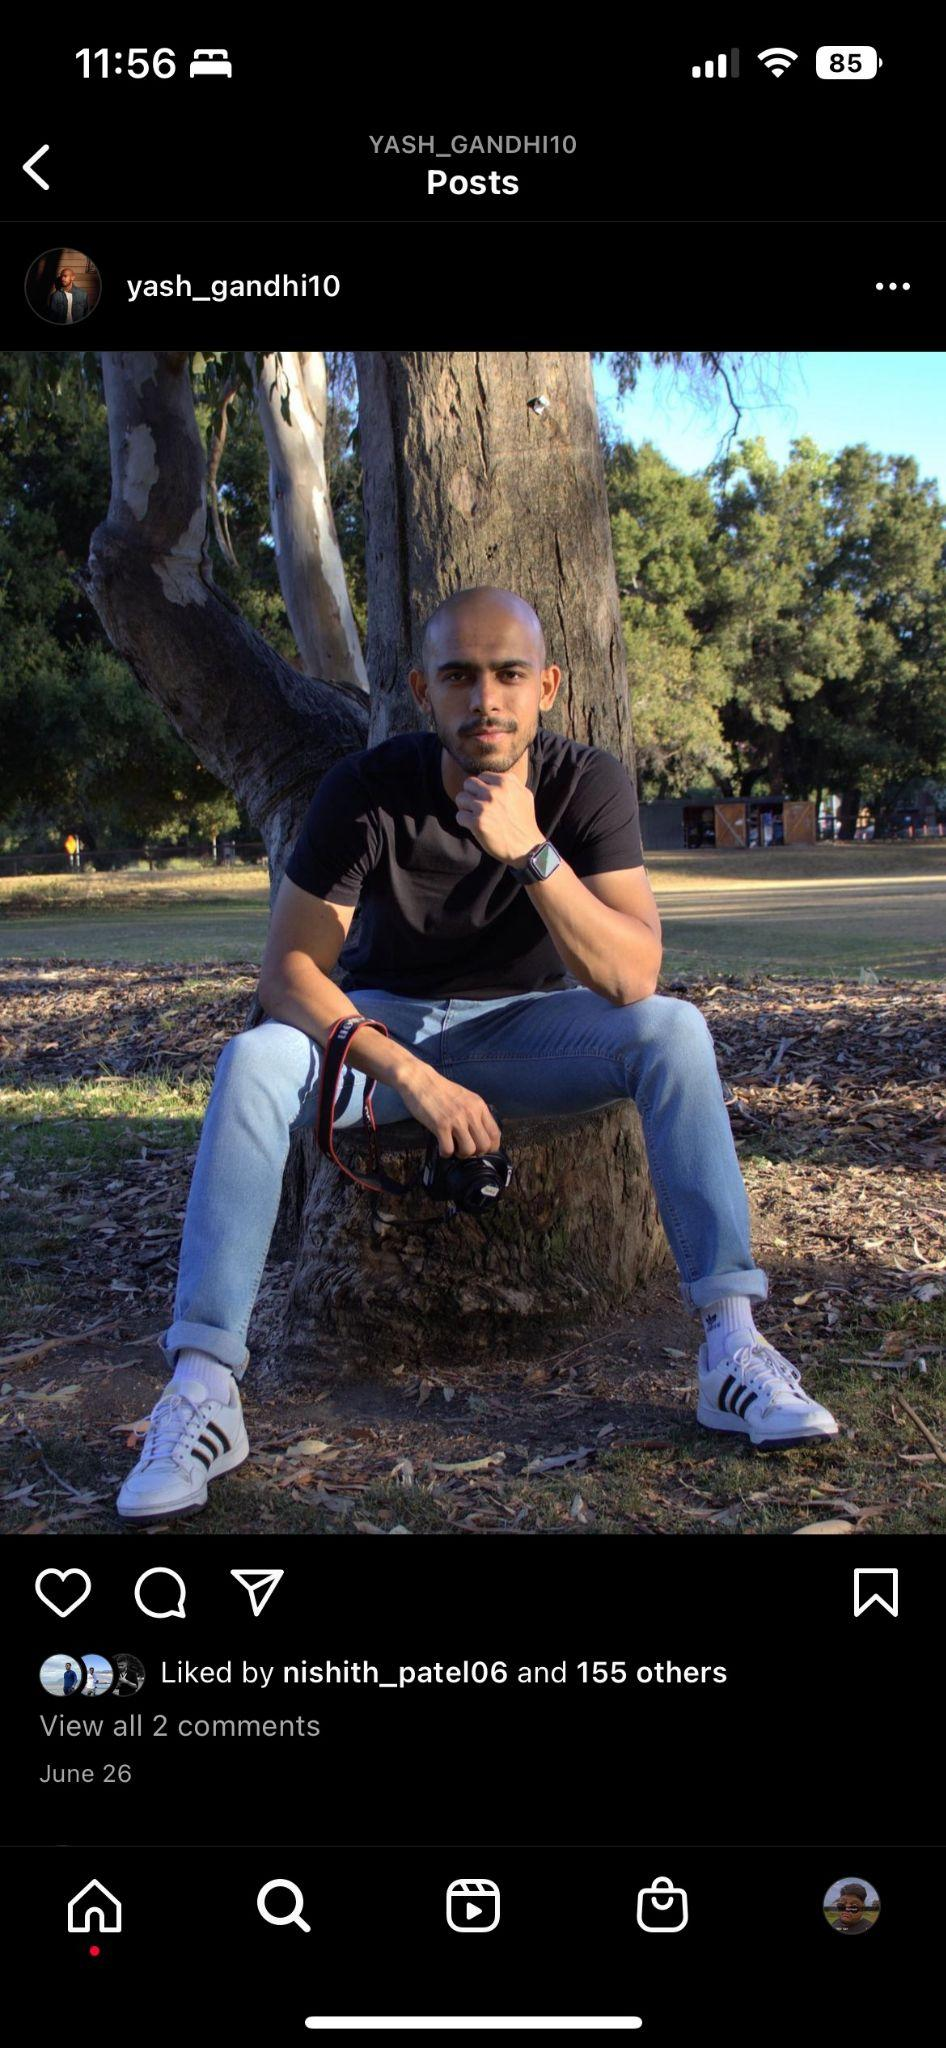 11:56
85
YASH_GANDHI10
Posts
yash_gandhi10
Liked by nishith_patel06 and 155 others
View all 2 comments
June 26